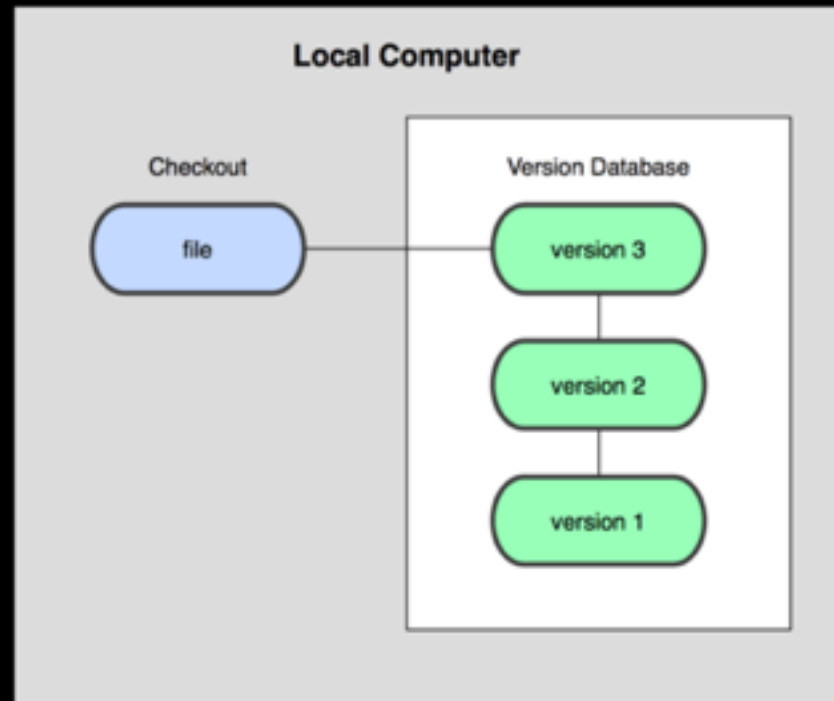 Local Computer
Checkout
Version Database
file
version 3
version 2
version 1